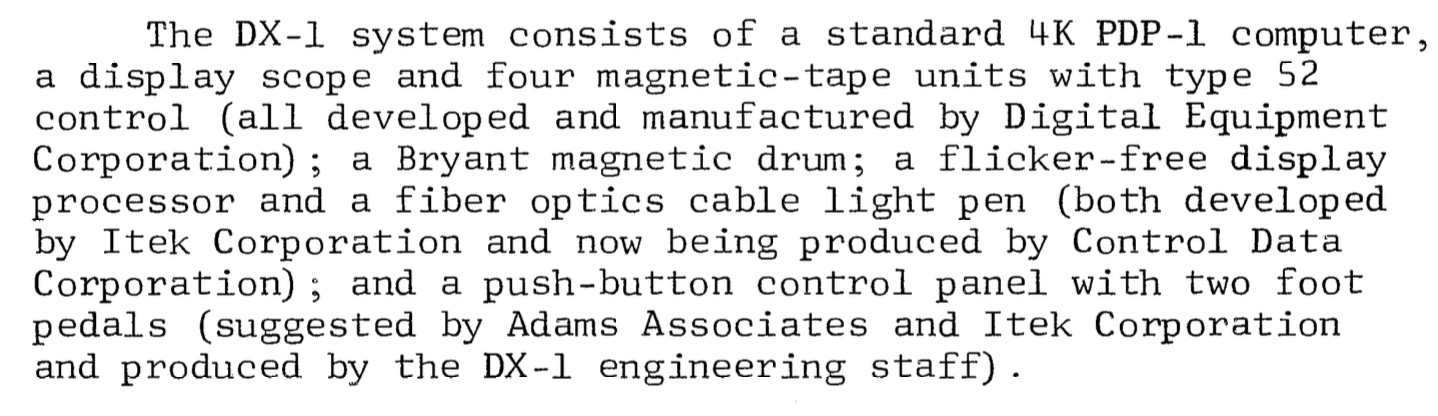 The DX-1 system consists of a standard 4K PDP-1 computer,
a display scope and four magnetic-tape units with type 52
control (all developed and manufactured by Digital Equipment
Corporation); a Bryant magnetic drum; a flicker-free display
processor and a fiber optics cable light pen (both developed
by Itek Corporation and now being produced by Control Data
Corporation); and a push-button control panel with two foot
pedals (suggested by Adams Associates and Itek Corporation
and produced by the DX-1 engineering staff).